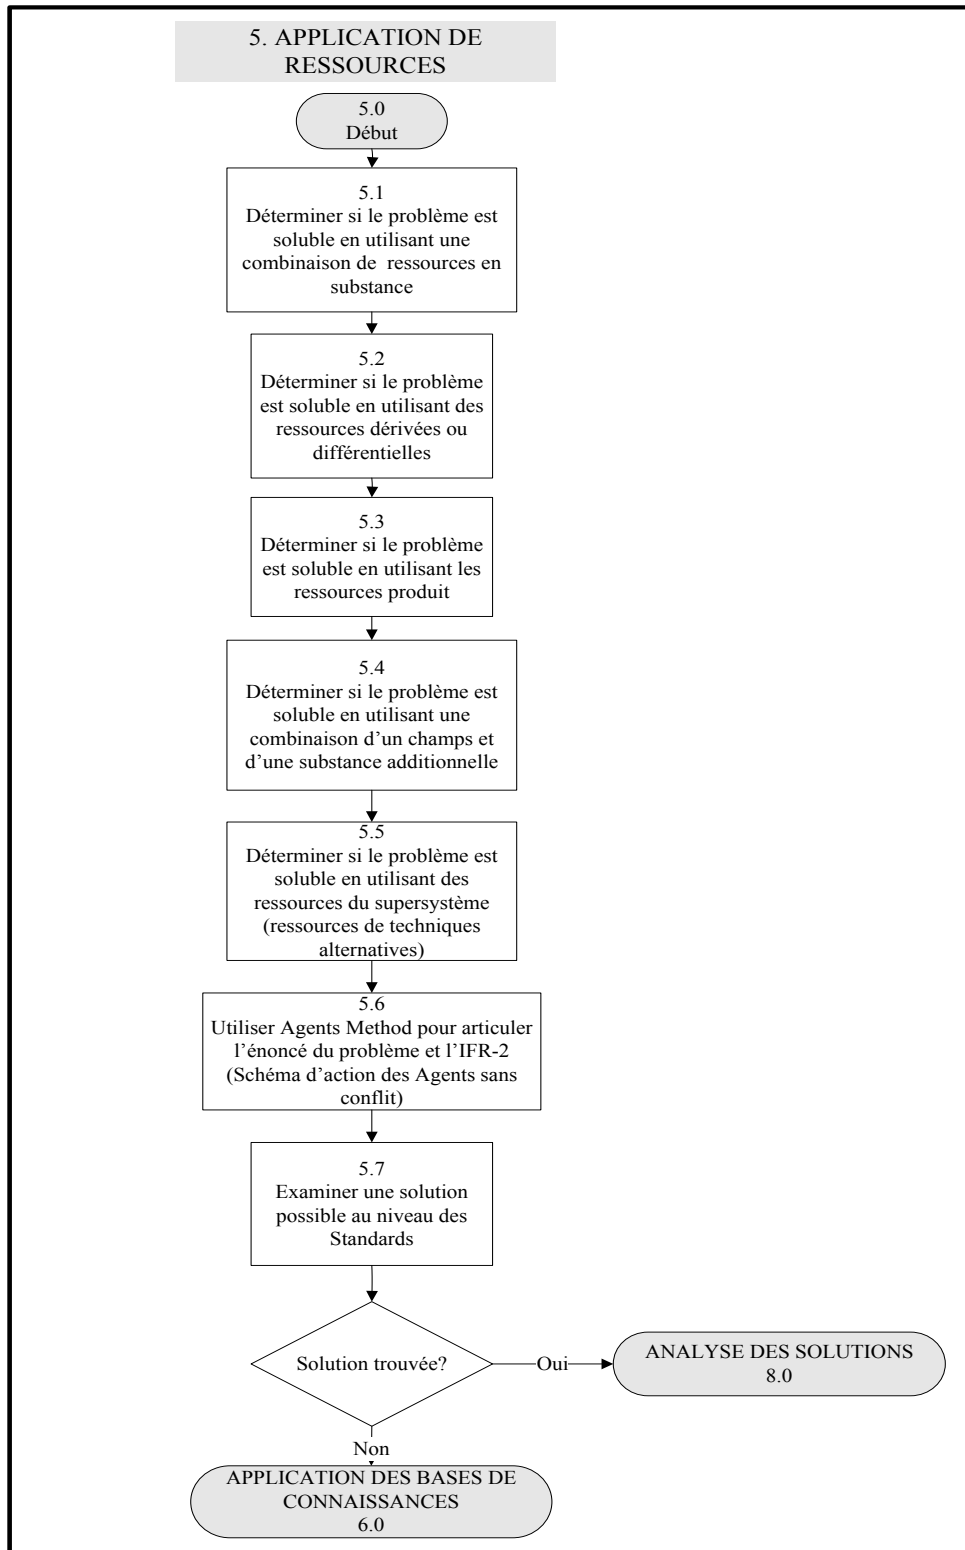 5. APPLICATION DE
RESSOURCES
5.0
Début
5.1
Déterminer si le problème est
soluble en utilisant une
combinaison de ressources en
substance
5.2
Déterminer si le problème
est soluble en utilisant des
ressources dérivées ou
différentielles
5.3
Déterminer si le problème
est soluble en utilisant les
ressources produit
5.4
Déterminer si le problème est
soluble en utilisant une
combinaison d’un champs et
d’une substance additionnelle
5.5
Déterminer si le problème est
soluble en utilisant des
ressources du supersystème
(ressources de techniques
alternatives)
5.6
Utiliser Agents Method pour articuler
l’énoncé du problème et l’IFR-2
(Schéma d’action des Agents sans
conflit)
5.7
Examiner une solution
possible au niveau des
Standards
Solution trouvée?
Oui
ANALYSE DES SOLUTIONS
8.0
Non
APPLICATION DES BASES DE
CONNAISSANCES
6.0